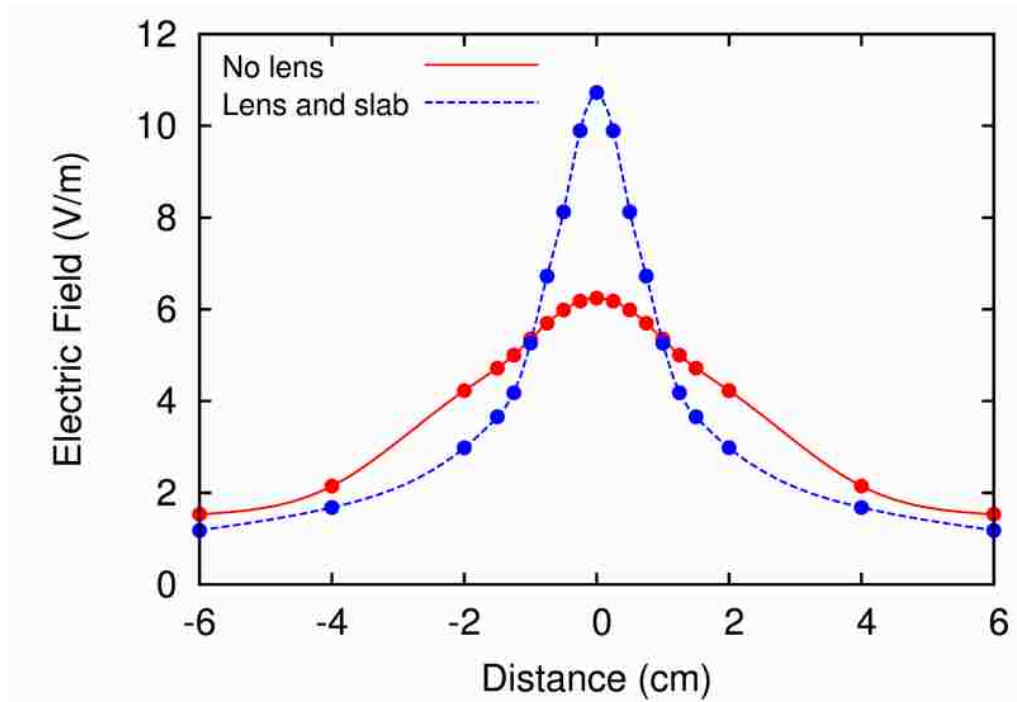 12
10
8
6
4
2
0
No lens
Lens and slab
Electric Field (V/m)
-6 -4 -2 0 2 4 6
Distance (cm)